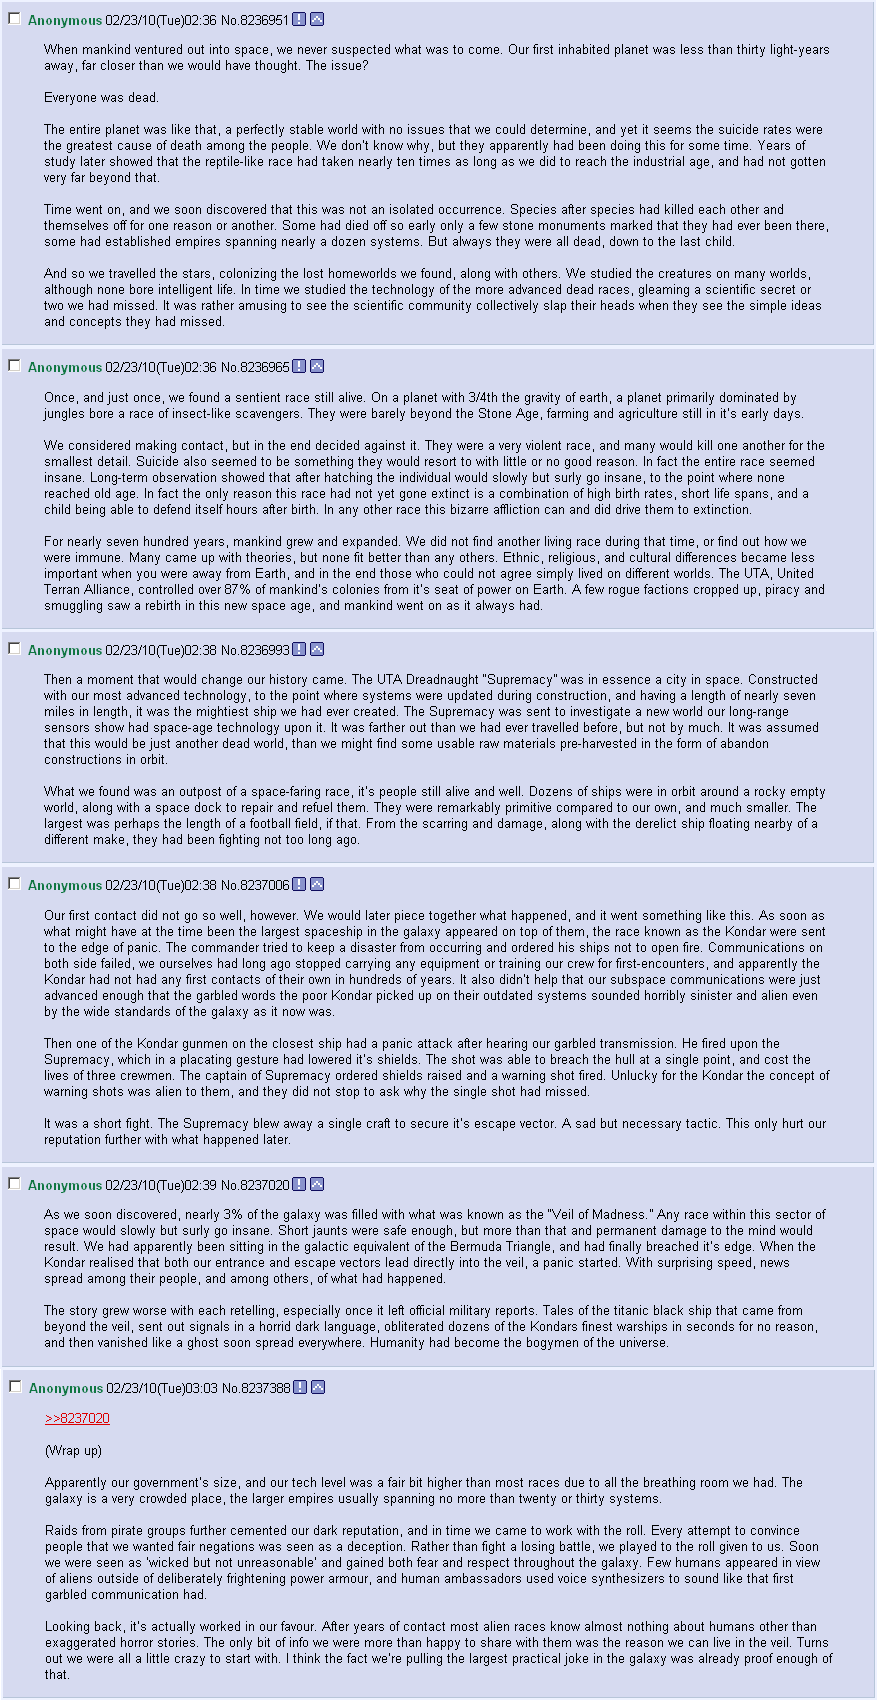 Anonymous 02/23/10(Tue)02:36 No.8236951
When mankind ventured out into space, we never suspected what was to come. Our first inhabited planet was less than thirty light-years
away, far closer than we would have thought. The issue?
Everyone was dead.
The entire planet was like that, a perfectly stable world with no issues that we could determine, and yet it seems the suicide rates were
the greatest cause of death among the people. We don't know why, but they apparently had been doing this for some time. Years of
study later showed that the reptile-like race had taken nearly ten times as long as we did to reach the industrial age, and had not gotten
very far beyond that.
Time went on, and we soon discovered that this was not an isolated occurrence. Species after species had killed each other and
themselves off for one reason or another. Some had died off so early only a few stone monuments marked that they had ever been there,
some had established empires spanning nearly a dozen systems. But always they were all dead, down to the last child.
And so we travelled the stars, colonizing the lost homeworlds we found, along with others. We studied the creatures on many worlds,
although none bore intelligent life. In time we studied the technology of the more advanced dead races, gleaming a scientific secret or
two we had missed. It was rather amusing to see the scientific community collectively slap their heads when they see the simple ideas
and concepts they had missed.
Anonymous 02/23/10(Tue)02:36 No.8236965
Once, and just once, we found a sentient race still alive. On a planet with 3/4th the gravity of earth, a planet primarily dominated by
jungles bore a race of insect-like scavengers. They were barely beyond the Stone Age, farming and agriculture still in it's early days.
We considered making contact, but in the end decided against it. They were a very violent race, and many would kill one another for the
smallest detail. Suicide also seemed to be something they would resort to with little or no good reason. In fact the entire race seemed
insane. Long-term observation showed that after hatching the individual would slowly but surly go insane, to the point where none
reached old age. In fact the only reason this race had not yet gone extinct is a combination of high birth rates, short life spans, and a
child being able to defend itself hours after birth. In any other race this bizarre affliction can and did drive them to extinction.
For nearly seven hundred years, mankind grew and expanded. We did not find another living race during that time, or find out how we
were immune. Many came up with theories, but none fit better than any others. Ethnic, religious, and cultural differences became less
important when you were away from Earth, and in the end those who could not agree simply lived on different worlds. The UTA, United
Terran Alliance, controlled over 87% of mankind's colonies from it's seat of power on Earth. A few rogue factions cropped up, piracy and
smuggling saw a rebirth in this new space age, and mankind went on as it always had.
Anonymous 02/23/10(Tue)02:38 No.8236993
Then a moment that would change our history came. The UTA Dreadnaught "Supremacy" was in essence a city in space. Constructed
with our most advanced technology, to the point where systems were updated during construction, and having a length of nearly seven
miles in length, it was the mightiest ship we had ever created. The Supremacy was sent to investigate a new world our long-range
sensors show had space-age technology upon it. It was farther out than we had ever travelled before, but not by much. It was assumed
that this would be just another dead world, than we might find some usable raw materials pre-harvested in the form of abandon
constructions in orbit.
What we found was an outpost of a space-faring race, it's people still alive and well. Dozens of ships were in orbit around a rocky empty
world, along with a space dock to repair and refuel them. They were remarkably primitive compared to our own, and much smaller. The
largest was perhaps the length of a football field, if that. From the scarring and damage, along with the derelict ship floating nearby of a
different make, they had been fighting not too long ago.
Anonymous 02/23/10(Tue)02:38 No.8237006
Our first contact did not go so well, however. We would later piece together what happened, and it went something like this. As soon as
what might have at the time been the largest spaceship in the galaxy appeared on top of them, the race known as the Kondar were sent
to the edge of panic. The commander tried to keep a disaster from occurring and ordered his ships not to open fire. Communications on
both side failed, we ourselves had long ago stopped carrying any equipment or training our crew for first-encounters, and apparently the
Kondar had not had any first contacts of their own in hundreds of years. It also didn't help that our subspace communications were just
advanced enough that the garbled words the poor Kondar picked up on their outdated systems sounded horribly sinister and alien even
by the wide standards of the galaxy as it now was.
Then one of the Kondar gunmen on the closest ship had a panic attack after hearing our garbled transmission. He fired upon the
Supremacy, which in a placating gesture had lowered it's shields. The shot was able to breach the hull at a single point, and cost the
lives of three crewmen. The captain of Supremacy ordered shields raised and a warning shot fired. Unlucky for the Kondar the concept of
warning shots was alien to them, and they did not stop to ask why the single shot had missed.
It was a short fight. The Supremacy blew away a single craft to secure it's escape vector. A sad but necessary tactic. This only hurt our
reputation further with what happened later.
Anonymous 02/23/10(Tue)02:39 No.8237020
As we soon discovered, nearly 3% of the galaxy was filled with what was known as the "Veil of Madness." Any race within this sector of
space would slowly but surly go insane. Short jaunts were safe enough, but more than that and permanent damage to the mind would
result. We had apparently been sitting in the galactic equivalent of the Bermuda Triangle, and had finally breached it's edge. When the
Kondar realised that both our entrance and escape vectors lead directly into the veil, a panic started. With surprising speed, news
spread among their people, and among others, of what had happened.
The story grew worse with each retelling, especially once it left official military reports. Tales of the titanic black ship that came from
beyond the veil, sent out signals in a horrid dark language, obliterated dozens of the Kondars finest warships in seconds for no reason,
and then vanished like a ghost soon spread everywhere. Humanity had become the bogymen of the universe.
Anonymous 02/23/10(Tue)03:03 No.8237388
>>8237020
(Wrap up)
Apparently our government's size, and our tech level was a fair bit higher than most races due to all the breathing room we had. The
galaxy is a very crowded place, the larger empires usually spanning no more than twenty or thirty systems.
Raids from pirate groups further cemented our dark reputation, and in time we came to work with the roll. Every attempt to convince
people that we wanted fair negations was seen as a deception. Rather than fight a losing battle, we played to the roll given to us. Soon
we were seen as 'wicked but not unreasonable' and gained both fear and respect throughout the galaxy. Few humans appeared in view
of aliens outside of deliberately frightening power armour, and human ambassadors used voice synthesizers to sound like that first
garbled communication had.
Looking back, it's actually worked in our favour. After years of contact most alien races know almost nothing about humans other than
exaggerated horror stories. The only bit of info we were more than happy to share with them was the reason we can live in the veil. Turns
out we were all a little crazy to start with. I think the fact we're pulling the largest practical joke in the galaxy was already proof enough of
that.